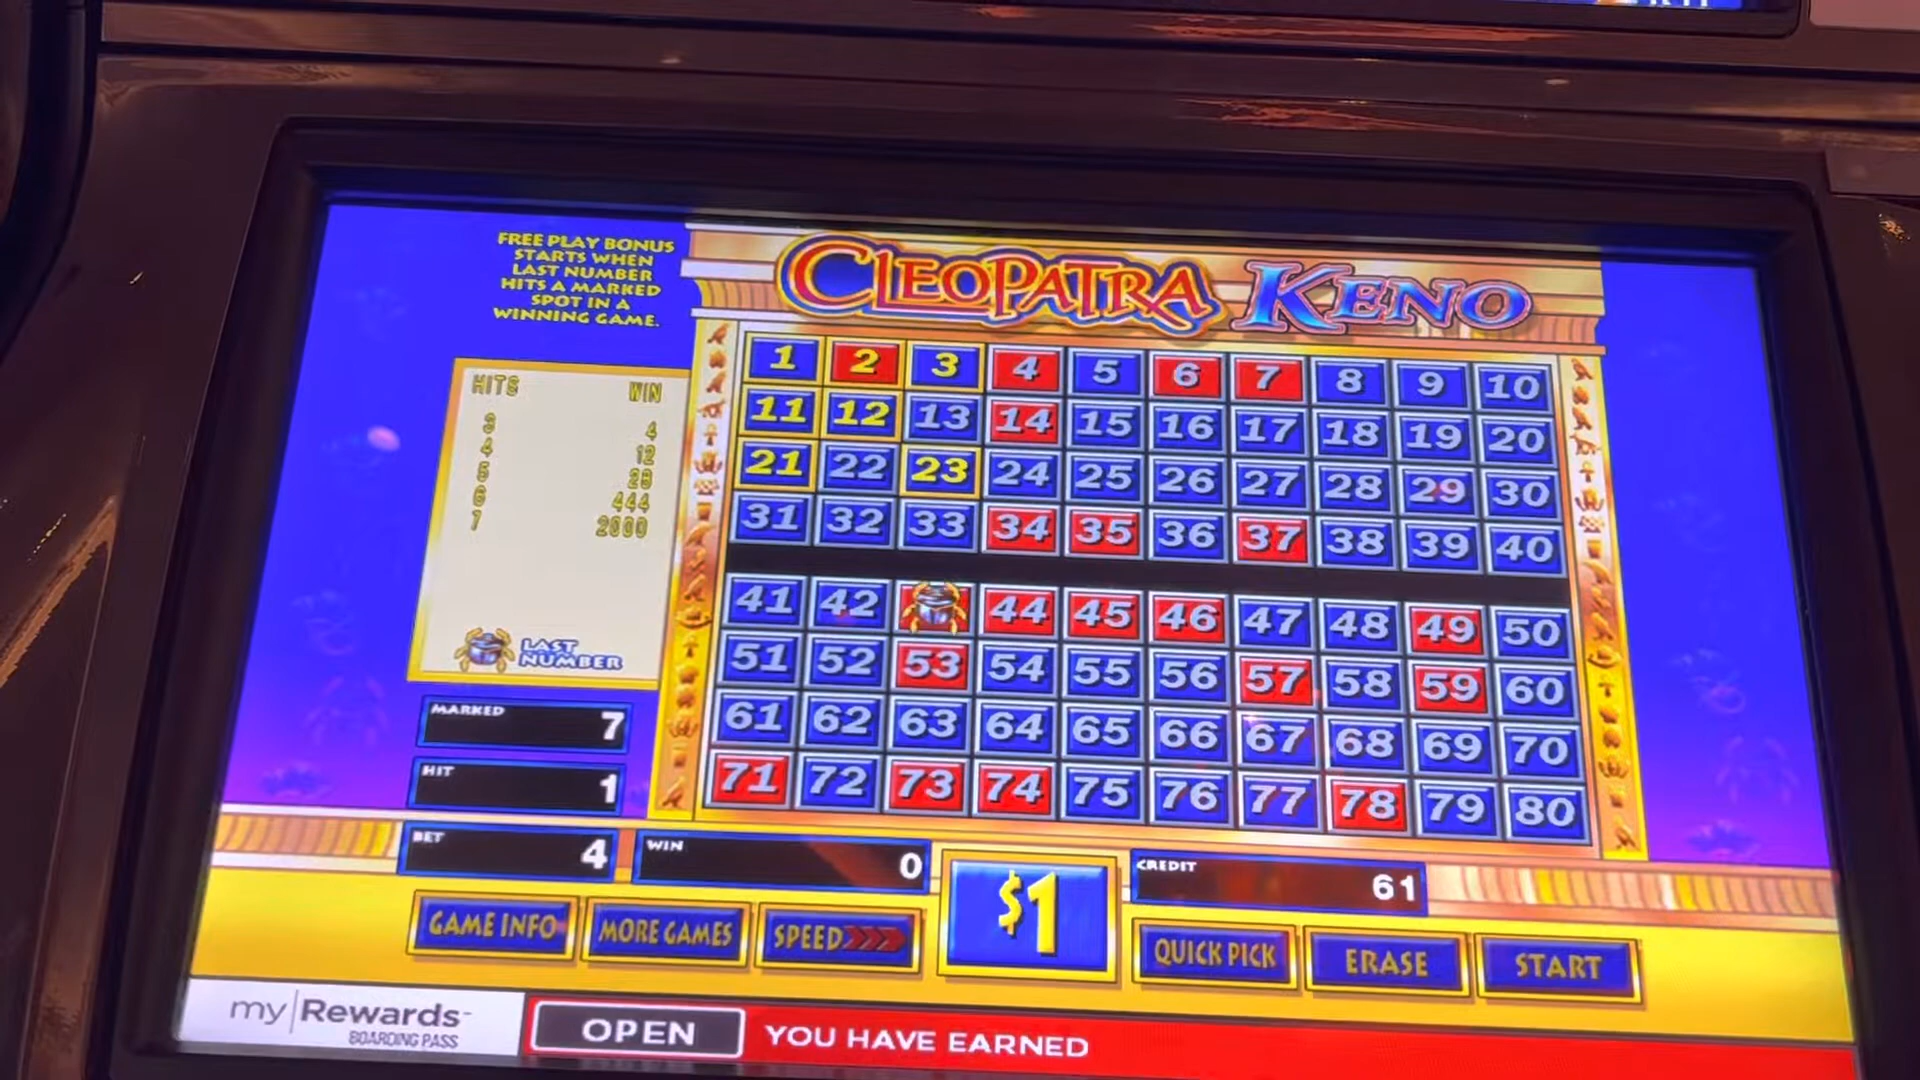 FREE PLAY BONUS
STARTS WHEN
LAST NUMBER
HITS A MARKED
SPOT IN A
WINNING GAME.
CLEOPATRA KENO
HITS WIN
3 4
4 12
5 28
6 444
7 2000
LAST
NUMBER
1 2 3 4 5 6 7 8 9 10
11 12 13 14 15 16 17 18 19 20
21 22 23 24 25 26 27 28 29 30
31 32 33 34 35 36 37 38 39 40
41 42 44 45 46 47 48 49 50
51 52 53 54 55 56 57 58 59 60
61 62 63 64 65 66 67 68 69 70
71 72 73 74 75 76 77 78 79 80
MARKED 7
HIT 1
BET 4 WIN 0 $1 CREDIT 61
GAME INFO MORE GAMES SPEED QUICK PICK ERASE START
my|Rewards
BOARDING PASS
OPEN YOU HAVE EARNED